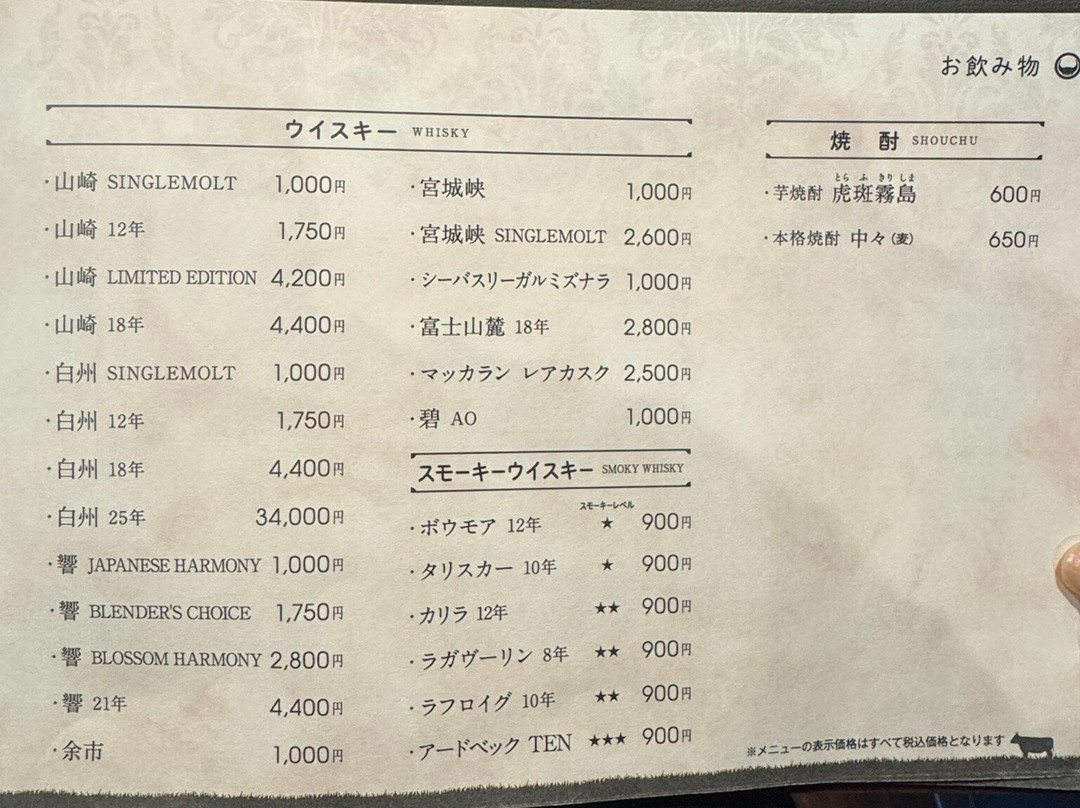 お飲み物
ウイスキー WHISKY
・山崎 SINGLEMOLT 1,000円
・山崎 12年 1,750円
・山崎 LIMITED EDITION 4,200円
・山崎 18年 4,400円
・白州 SINGLEMOLT 1,000円
・白州 12年 1,750円
・白州 18年 4,400円
・白州 25年 34,000円
・響 JAPANESE HARMONY 1,000円
・響 BLENDER'S CHOICE 1,750円
・響 BLOSSOM HARMONY 2,800円
・響 21年 4,400円
・余市 1,000円
・宮城峡 1,000円
・宮城峡 SINGLEMOLT 2,600円
・シーバスリーガルミズナラ 1,000円
・富士山麓 18年 2,800円
・マッカラン レアカスク 2,500円
・碧 AO 1,000円
スモーキーウイスキー SMOKY WHISKY
スモーキーレベル
・ボウモア 12年 ★ 900円
・タリスカー 10年 ★ 900円
・カリラ 12年 ★★ 900円
・ラガヴーリン 8年 ★★ 900円
・ラフロイグ 10年 ★★ 900円
・アードベック TEN ★★★ 900円
焼酎 SHOUCHU
とら ふ きり しま
・芋焼酎 虎斑霧島 600円
・本格焼酎 中々(麦) 650円
※メニューの表示価格はすべて税込価格となります